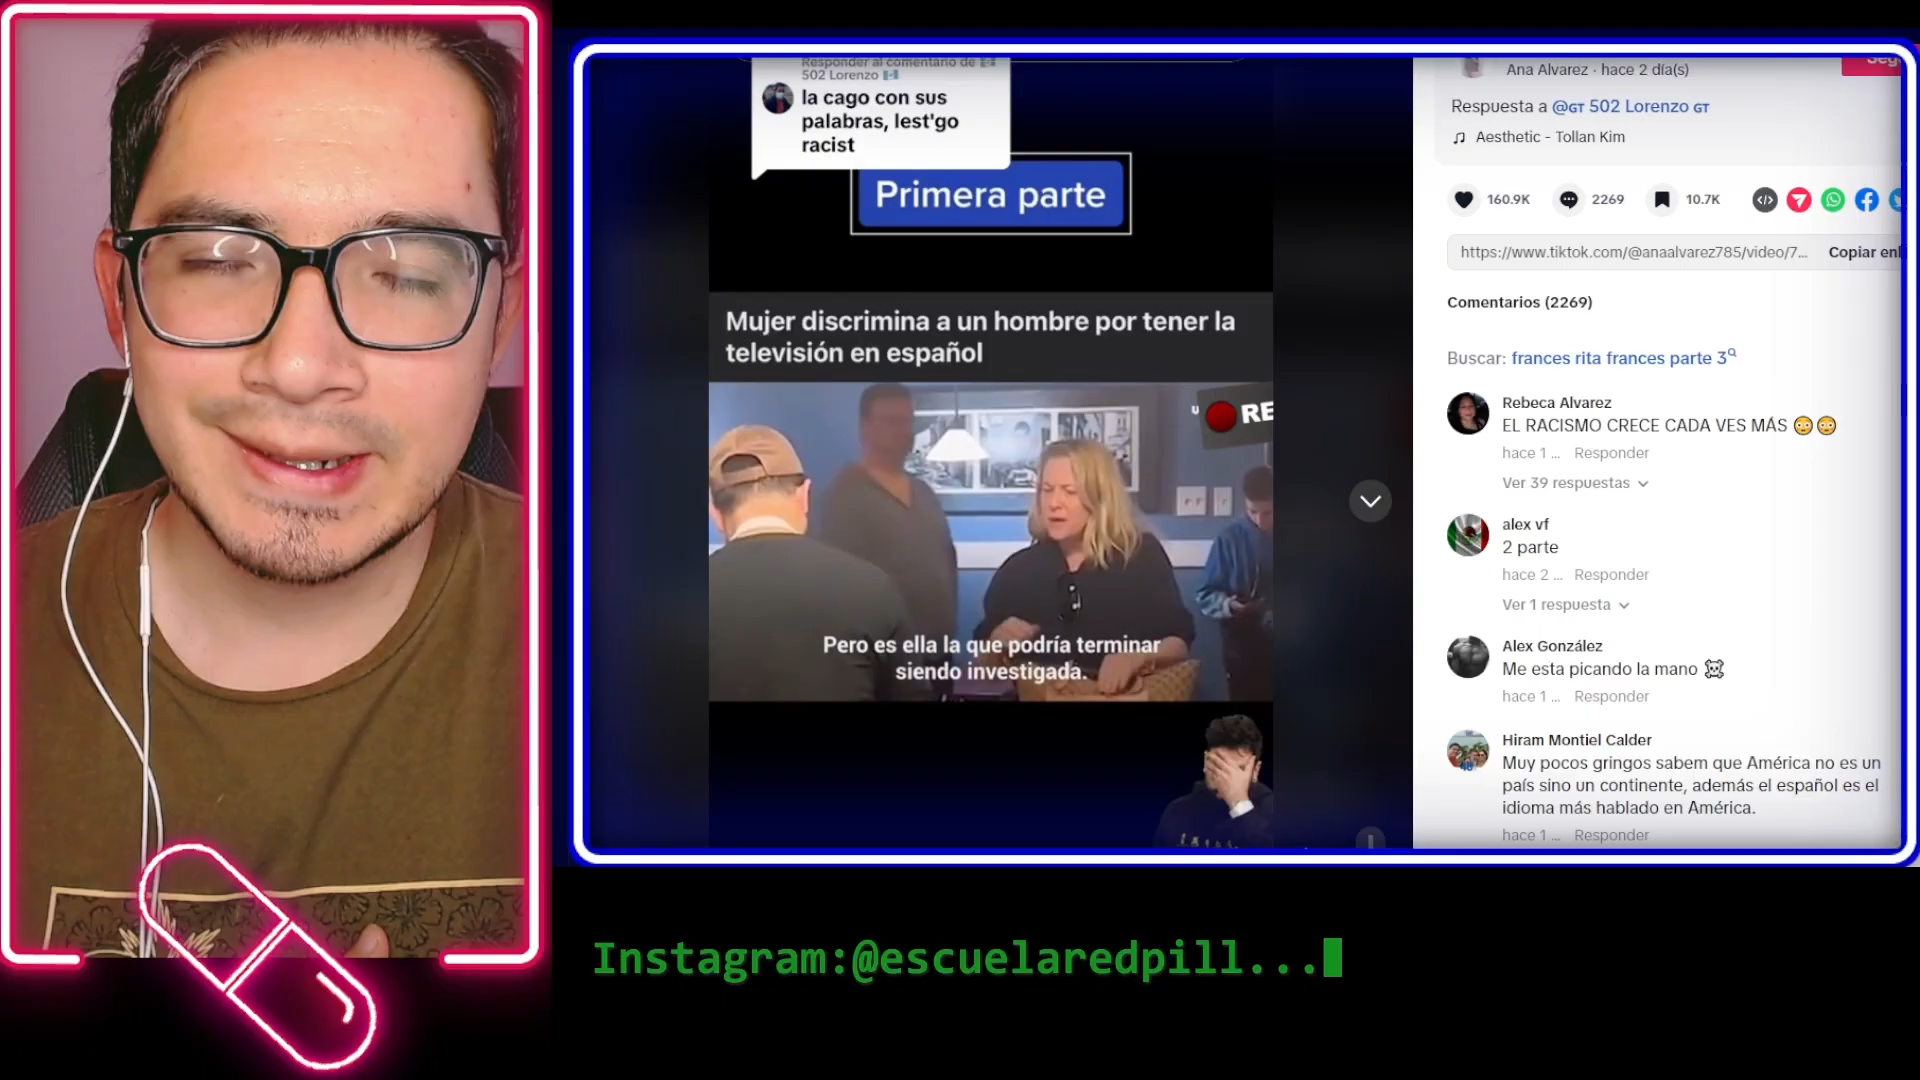 Responder al comentario de
502 Lorenzo
la cago con sus
palabras, lest'go
racist
Primera parte
Mujer discrimina a un hombre por tener la
televisión en español
RE
Pero es ella la que podría terminar
siendo investigada.
Ana Alvarez · hace 2 día(s)
Respuesta a @GT 502 Lorenzo GT
Aesthetic - Tollan Kim
160.9K
2269
10.7K
https://www.tiktok.com/@anaalvarez785/video/7...
Copiar enl
Comentarios (2269)
Buscar: frances rita frances parte 3
Rebeca Alvarez
EL RACISMO CRECE CADA VES MÁS 😳😳
hace 1 ... Responder
Ver 39 respuestas
alex vf
2 parte
hace 2 ... Responder
Ver 1 respuesta
Alex González
Me esta picando la mano ☠
hace 1 ... Responder
Hiram Montiel Calder
Muy pocos gringos sabem que América no es un
país sino un continente, además el español es el
idioma más hablado en América.
hace 1 ... Responder
Instagram:@escuelaredpill...